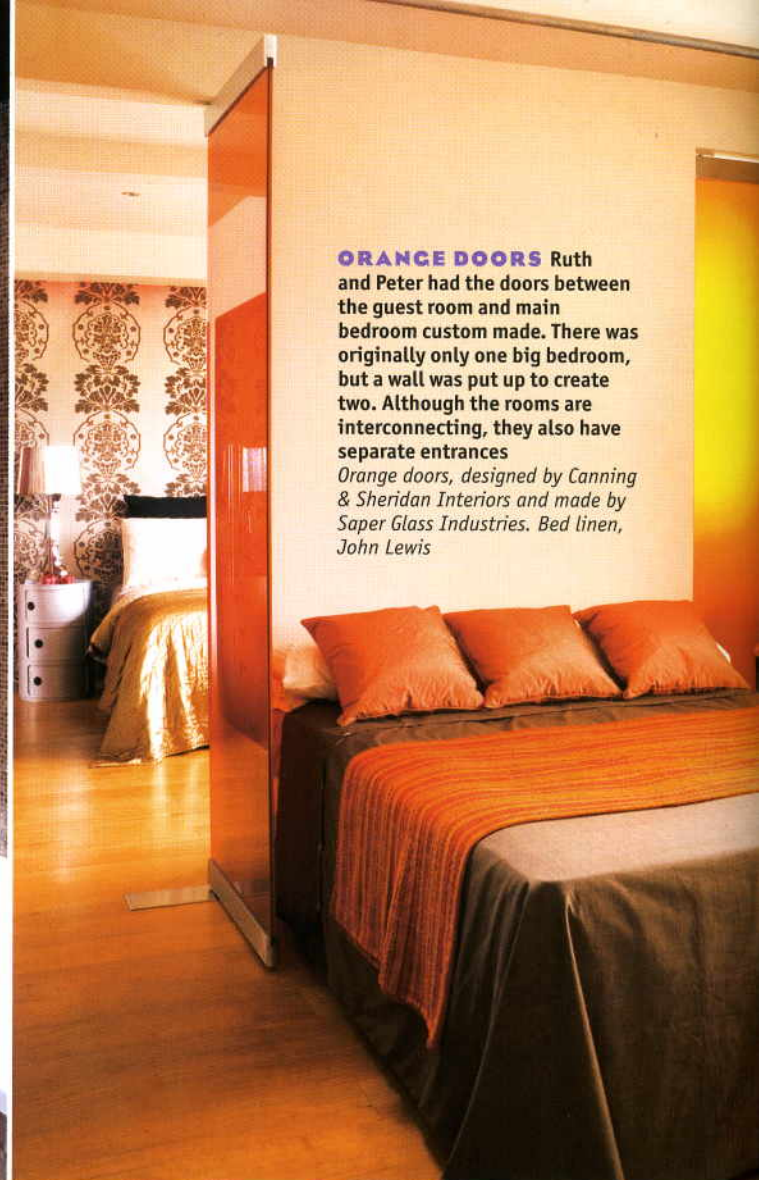 ORANGE DOORS Ruth
and Peter had the doors between
the guest room and main
bedroom custom made. There was
originally only one big bedroom,
but a wall was put up to create
two. Although the rooms are
interconnecting, they also have
separate entrances
Orange doors, designed by Canning
& Sheridan Interiors and made by
Saper Glass Industries. Bed linen,
John Lewis